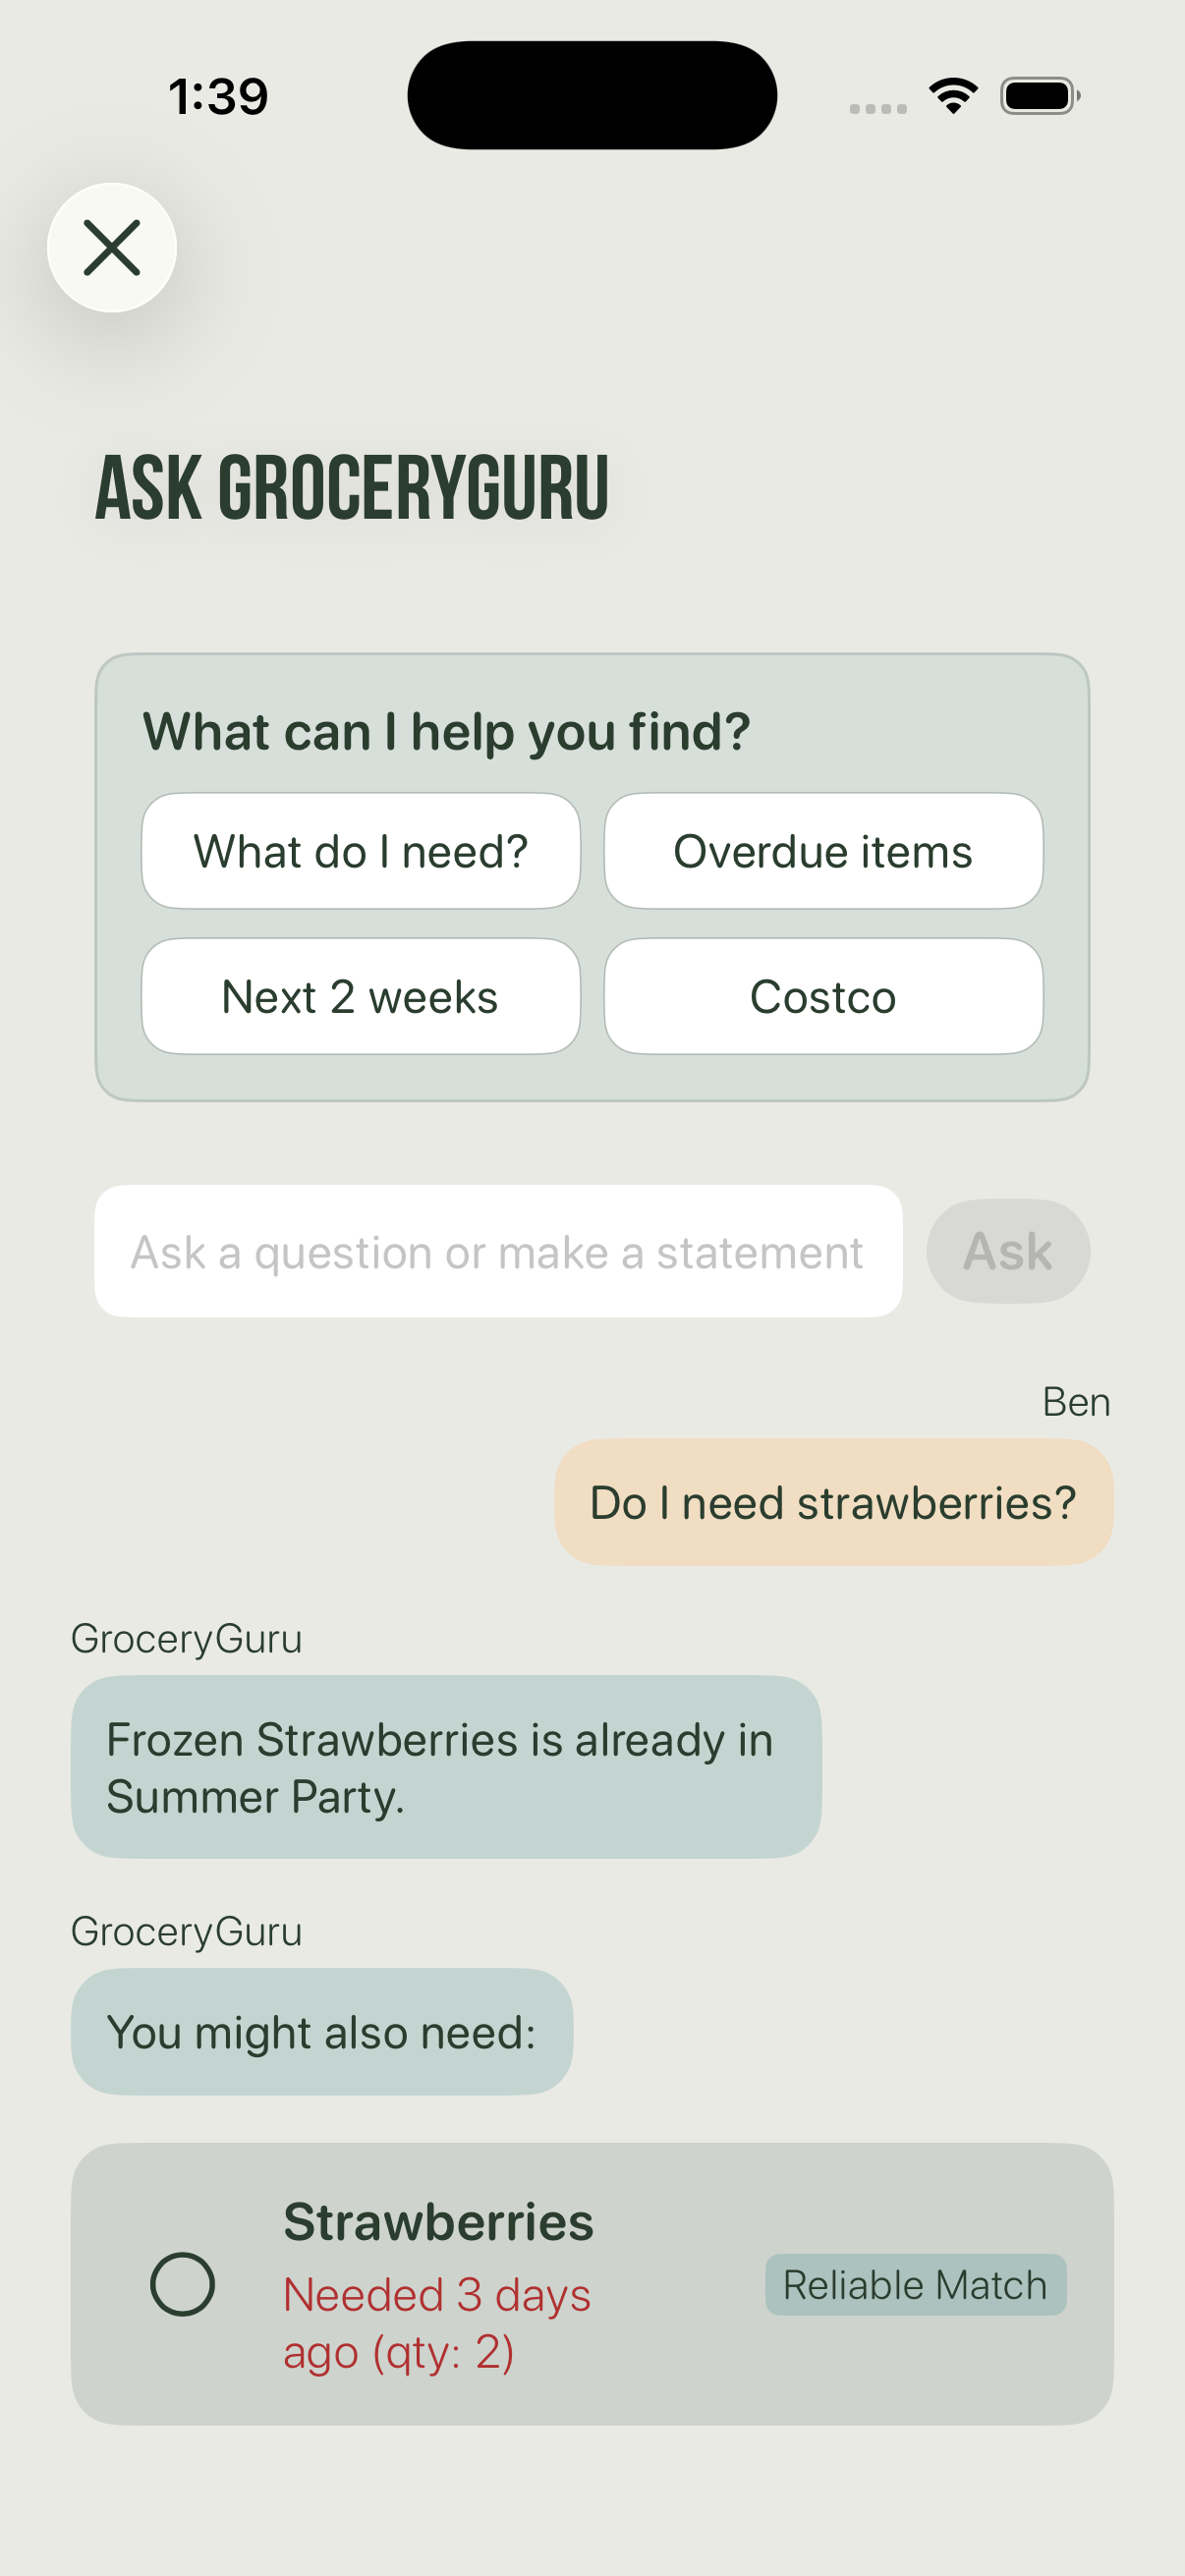 1:39
ASK GROCERYGURU
What can I help you find?
What do I need?
Overdue items
Next 2 weeks
Costco
Ask a question or make a statement
Ask
Ben
Do I need strawberries?
GroceryGuru
Frozen Strawberries is already in
Summer Party.
GroceryGuru
You might also need:
Strawberries
Needed 3 days
ago (qty: 2)
Reliable Match